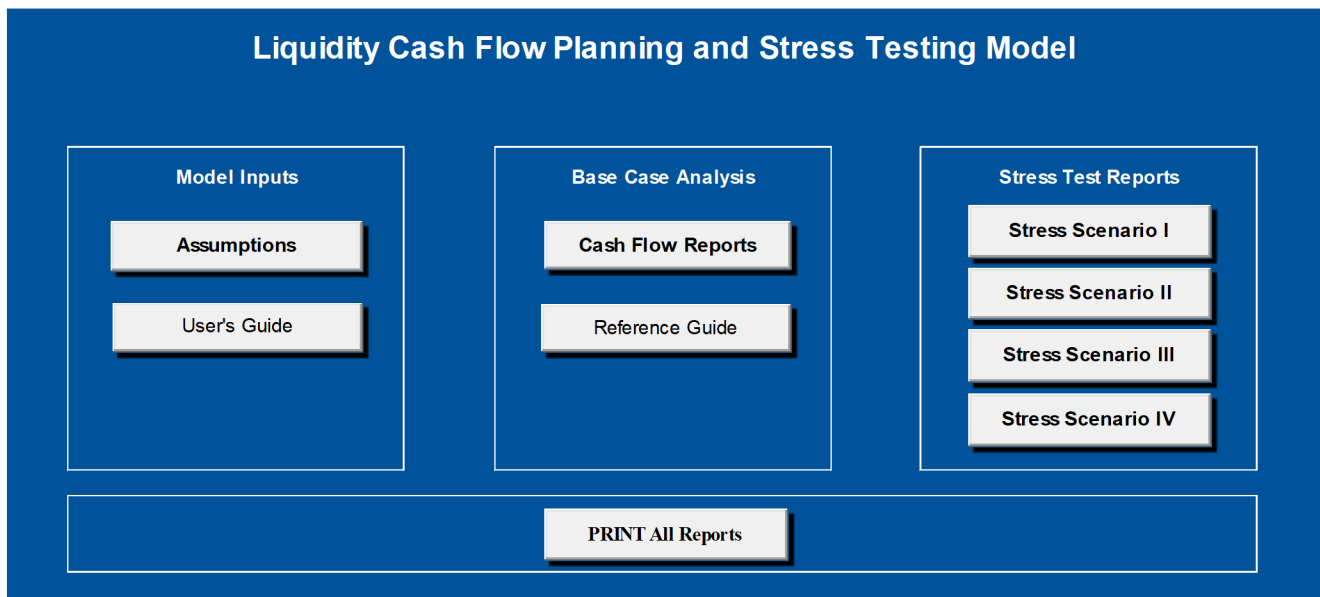 Liquidity Cash Flow Planning and Stress Testing Model
Model Inputs
Assumptions
User's Guide
Base Case Analysis
Cash Flow Reports
Reference Guide
Stress Test Reports
Stress Scenario I
Stress Scenario II
Stress Scenario III
Stress Scenario IV
PRINT All Reports